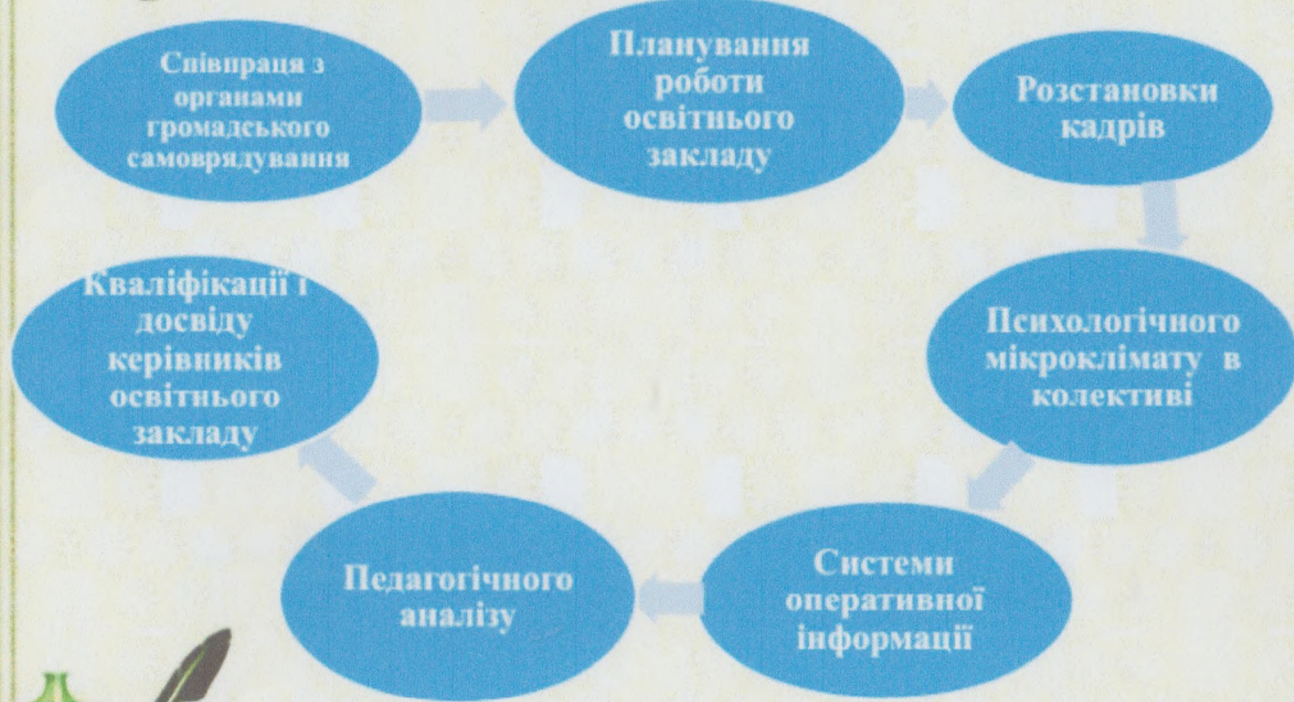 Співпраця з
органами
громадського
самоврядування
Планування
роботи
освітнього
закладу
Розстановки
кадрів
Психологічного
мікроклімату в
колективі
Системи
оперативної
інформації
Педагогічного
аналізу
Кваліфікації і
досвіду
керівників
освітнього
закладу